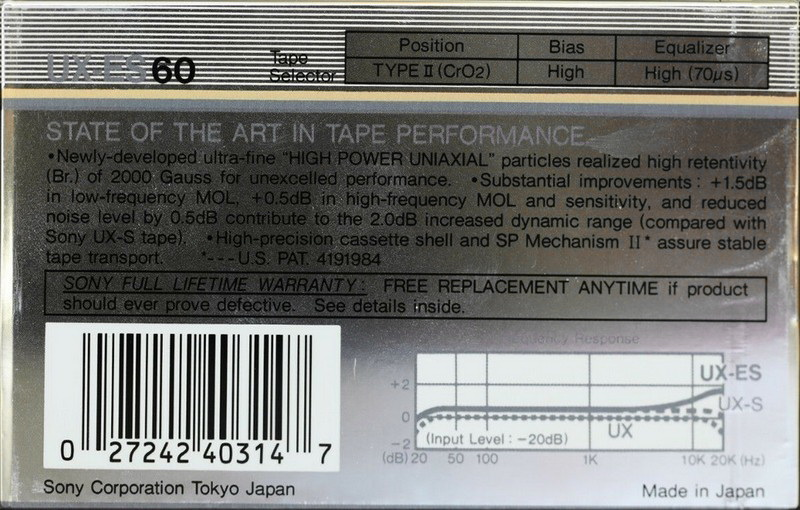 UX-ES 60
Tape Selector
Position Bias Equalizer
TYPE II (CrO2) High High (70µs)
STATE OF THE ART IN TAPE PERFORMANCE
•Newly-developed ultra-fine "HIGH POWER UNIAXIAL" particles realized high retentivity
(Br.) of 2000 Gauss for unexcelled performance. •Substantial improvements: +1.5dB
in low-frequency MOL, +0.5dB in high-frequency MOL and sensitivity, and reduced
noise level by 0.5dB contribute to the 2.0dB increased dynamic range (compared with
Sony UX-S tape). •High-precision cassette shell and SP Mechanism II* assure stable
tape transport. *---U.S. PAT. 4191984
SONY FULL LIFETIME WARRANTY: FREE REPLACEMENT ANYTIME if product
should ever prove defective. See details inside.
0 27242 40314 7
Frequency Response
UX-ES
+2
UX-S
0
UX
(Input Level: -20dB)
-2
(dB) 20 50 100 1K 10K 20K (Hz)
Sony Corporation Tokyo Japan
Made in Japan